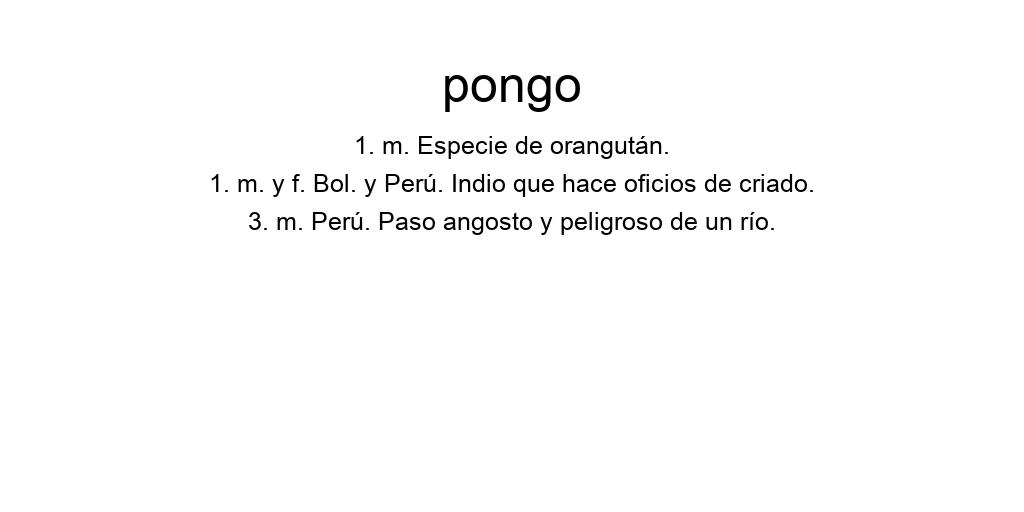 pongo
1. m. Especie de orangután.
1. m. y f. Bol. y Perú. Indio que hace oficios de criado.
3. m. Perú. Paso angosto y peligroso de un río.